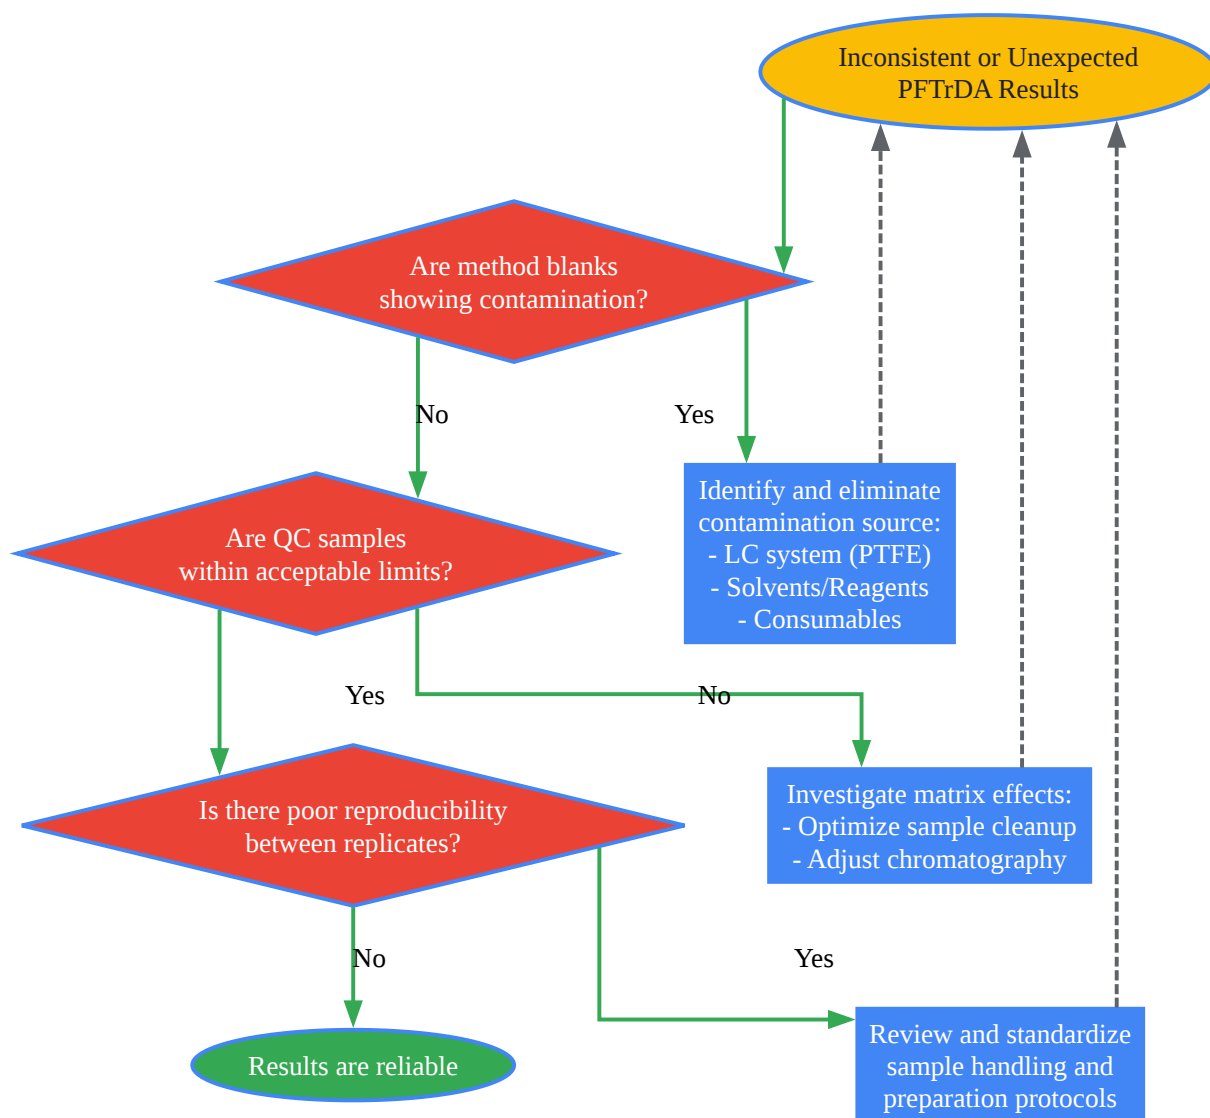 Inconsistent or Unexpected
PFTrDA Results
Are method blanks
showing contamination?
No
Yes
Identify and eliminate
contamination source:
- LC system (PTFE)
- Solvents/Reagents
- Consumables
Are QC samples
within acceptable limits?
Yes
No
Investigate matrix effects:
- Optimize sample cleanup
- Adjust chromatography
Is there poor reproducibility
between replicates?
No
Yes
Results are reliable
Review and standardize
sample handling and
preparation protocols